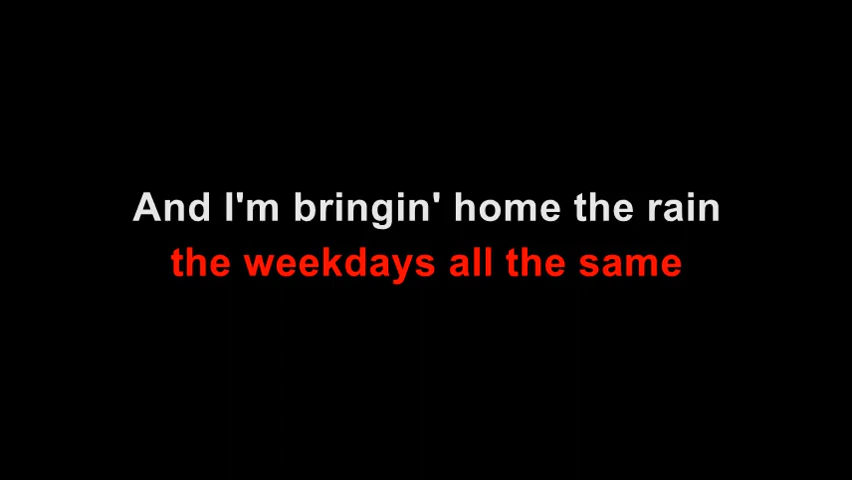 And I'm bringin' home the rain
the weekdays all the same